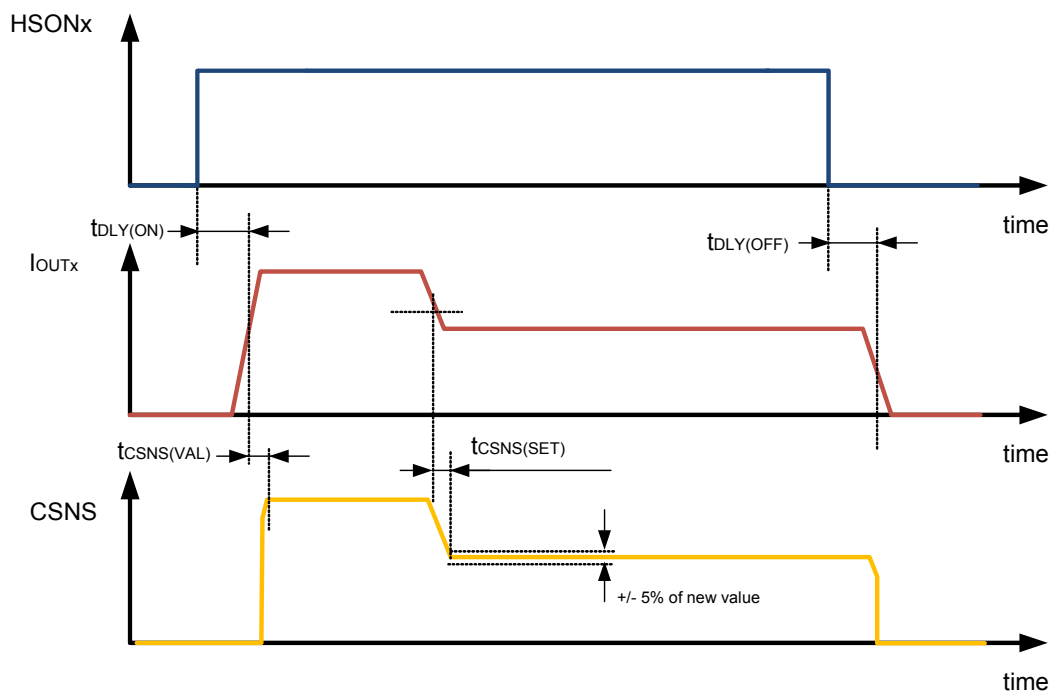 HSONx
time
tDLY(ON)
tDLY(OFF)
IOUTx
time
tCSNS(VAL)
tCSNS(SET)
CSNS
+/- 5% of new value
time